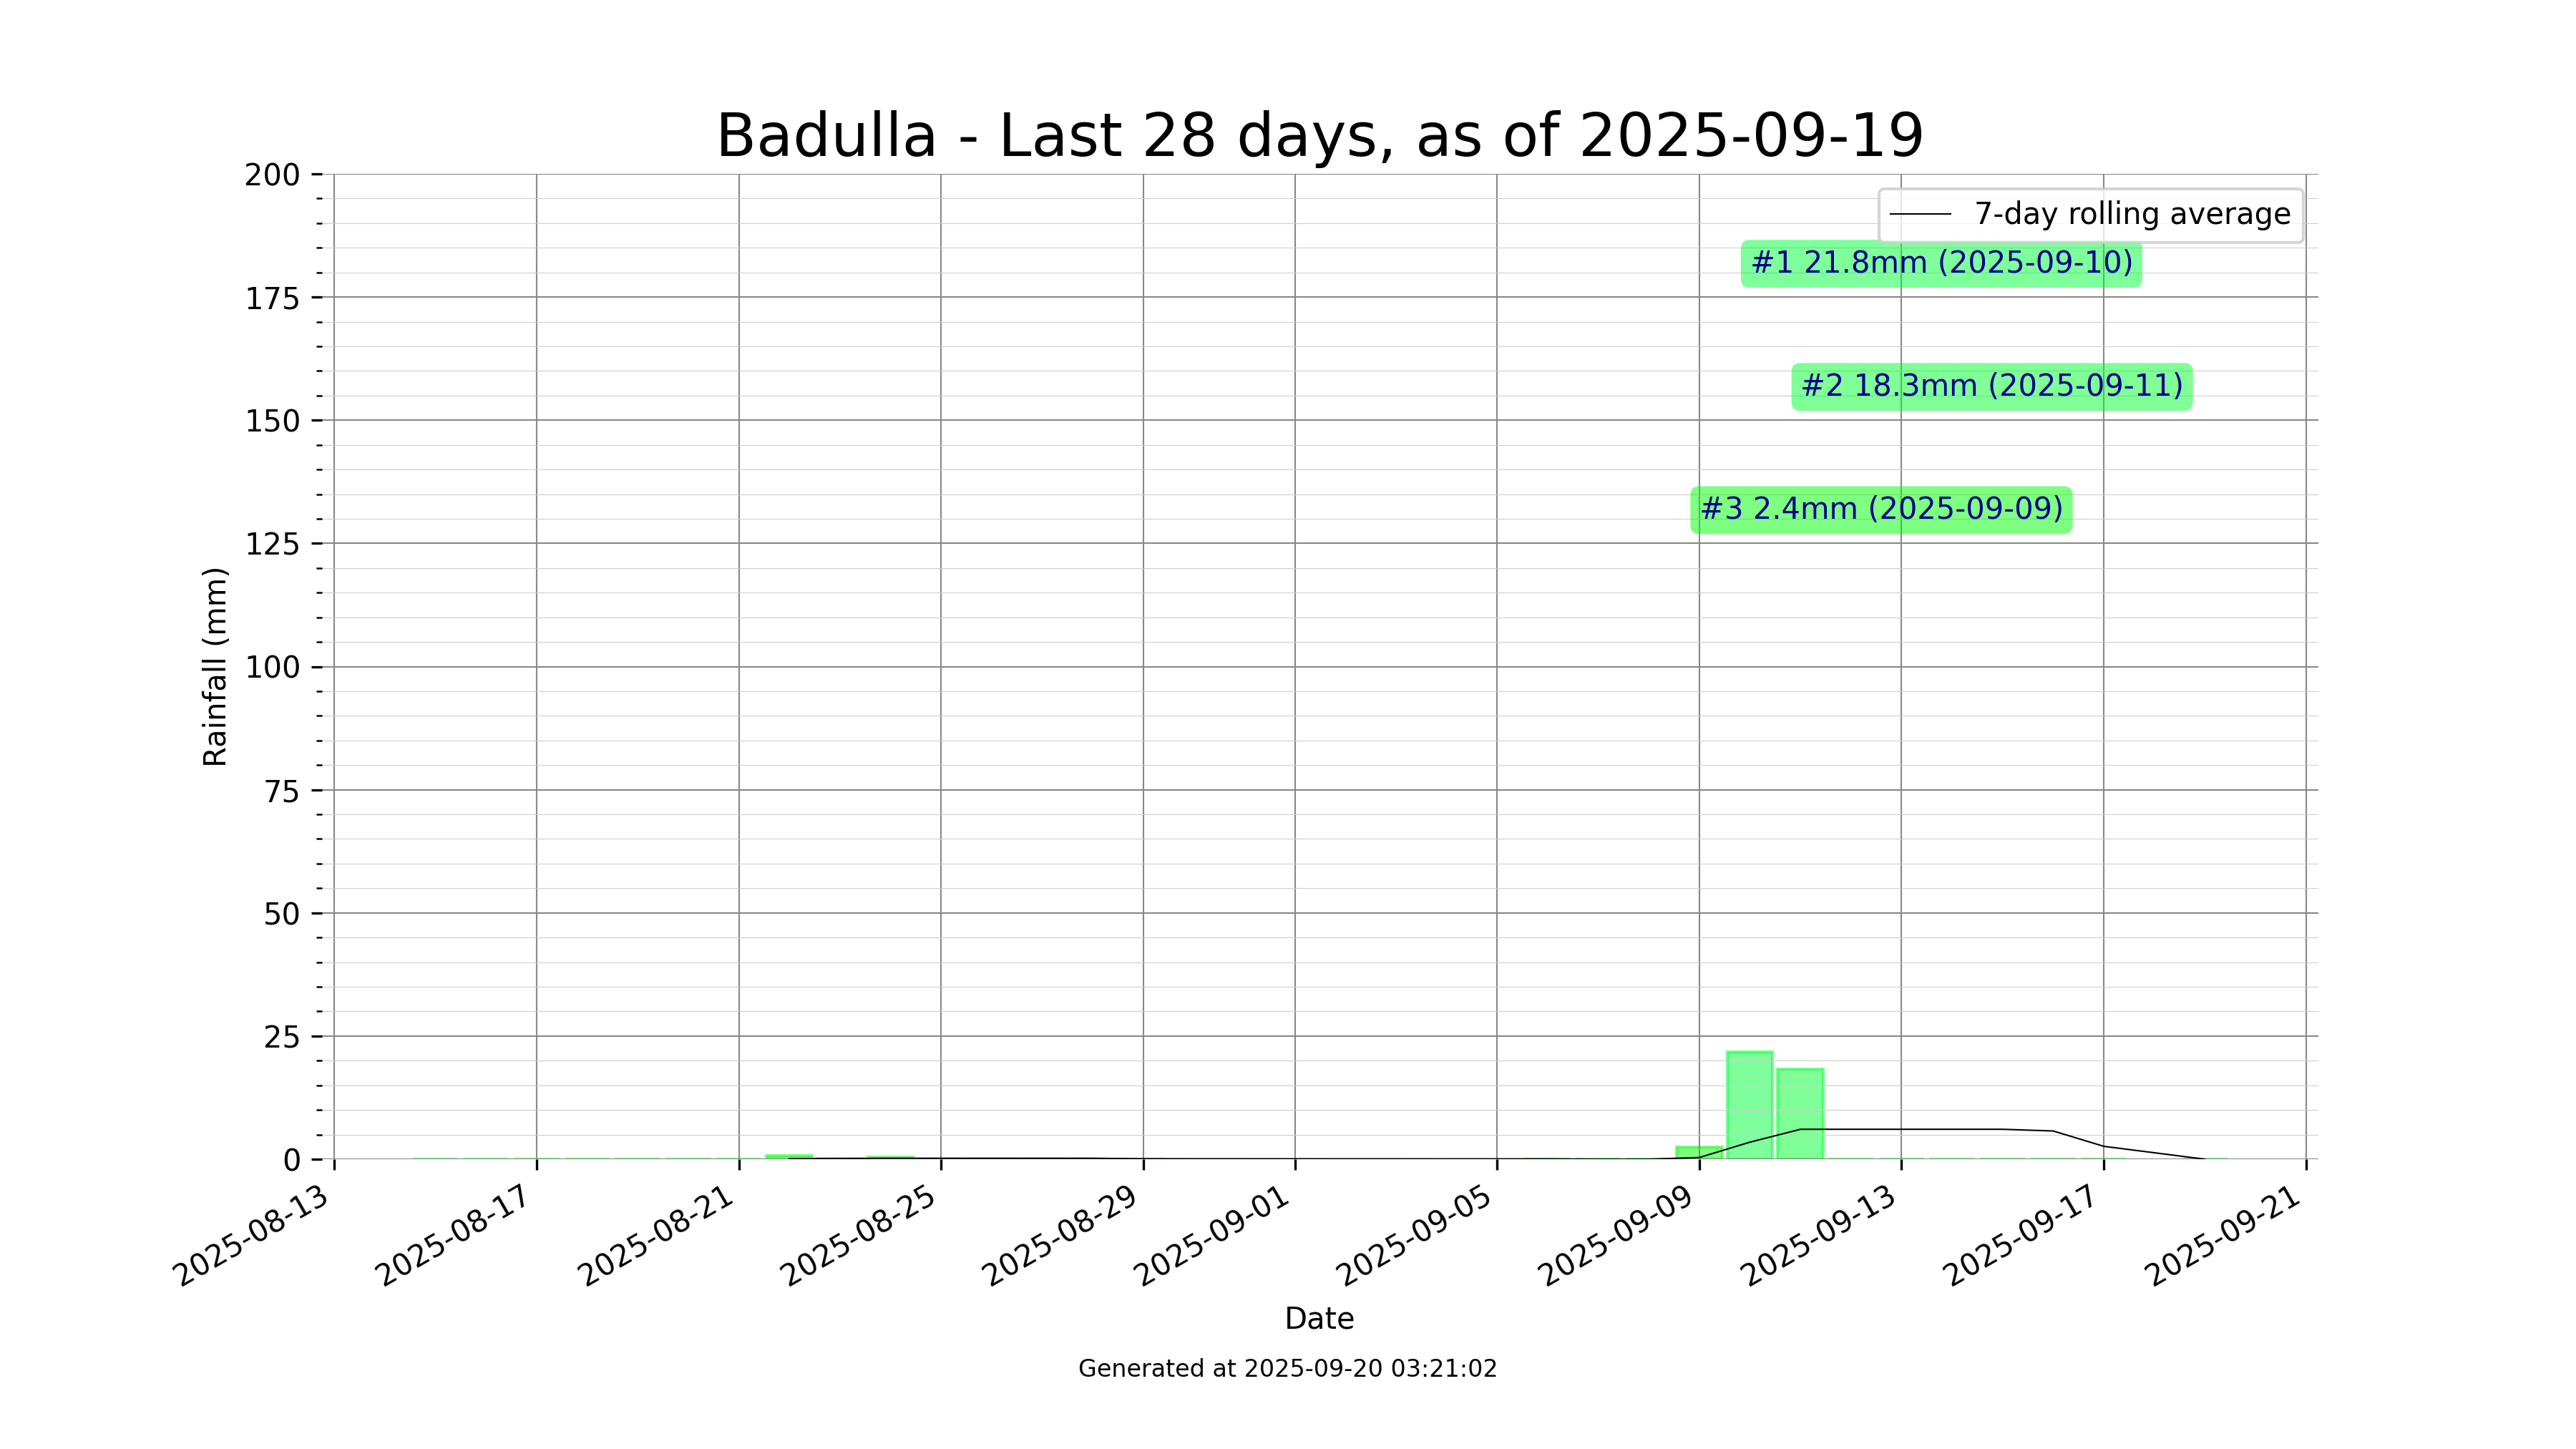 Badulla - Last 28 days, as of 2025-09-19
200
175
150
125
100
75
50
25
0
Rainfall (mm)
7-day rolling average
#1 21.8mm (2025-09-10)
#2 18.3mm (2025-09-11)
#3 2.4mm (2025-09-09)
2025-08-13
2025-08-17
2025-08-21
2025-08-25
2025-08-29
2025-09-01
2025-09-05
2025-09-09
2025-09-13
2025-09-17
2025-09-21
Date
Generated at 2025-09-20 03:21:02